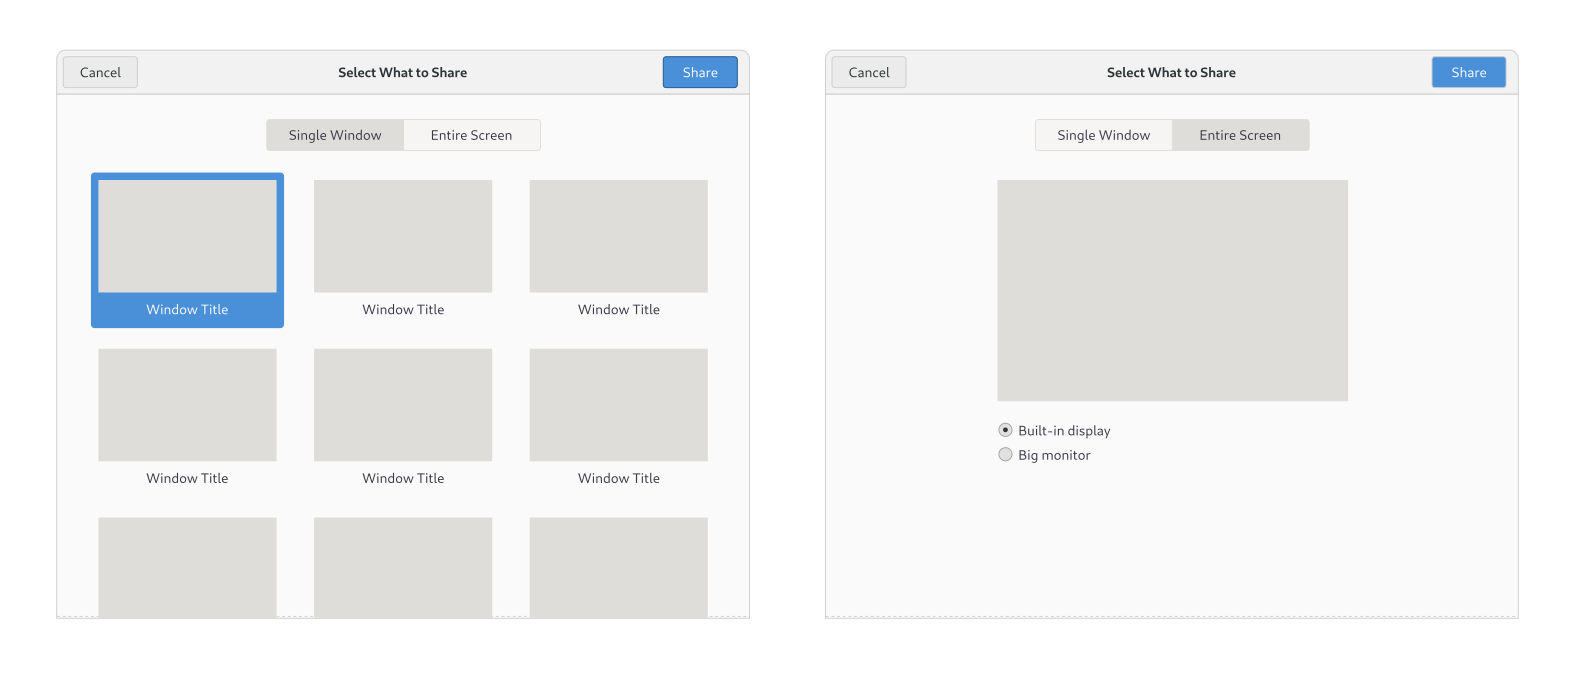 Cancel
Select What to Share
Share
Single Window
Entire Screen
Window Title
Window Title
Window Title
Window Title
Window Title
Window Title
Cancel
Select What to Share
Share
Single Window
Entire Screen
Built-in display
Big monitor